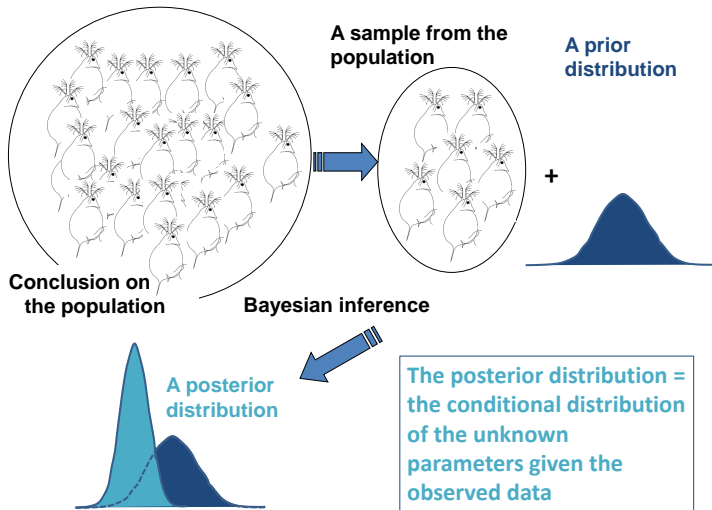 A sample from the
population
A prior
distribution
+
Conclusion on
the population
Bayesian inference
A posterior
distribution
The posterior distribution =
the conditional distribution
of the unknown
parameters given the
observed data